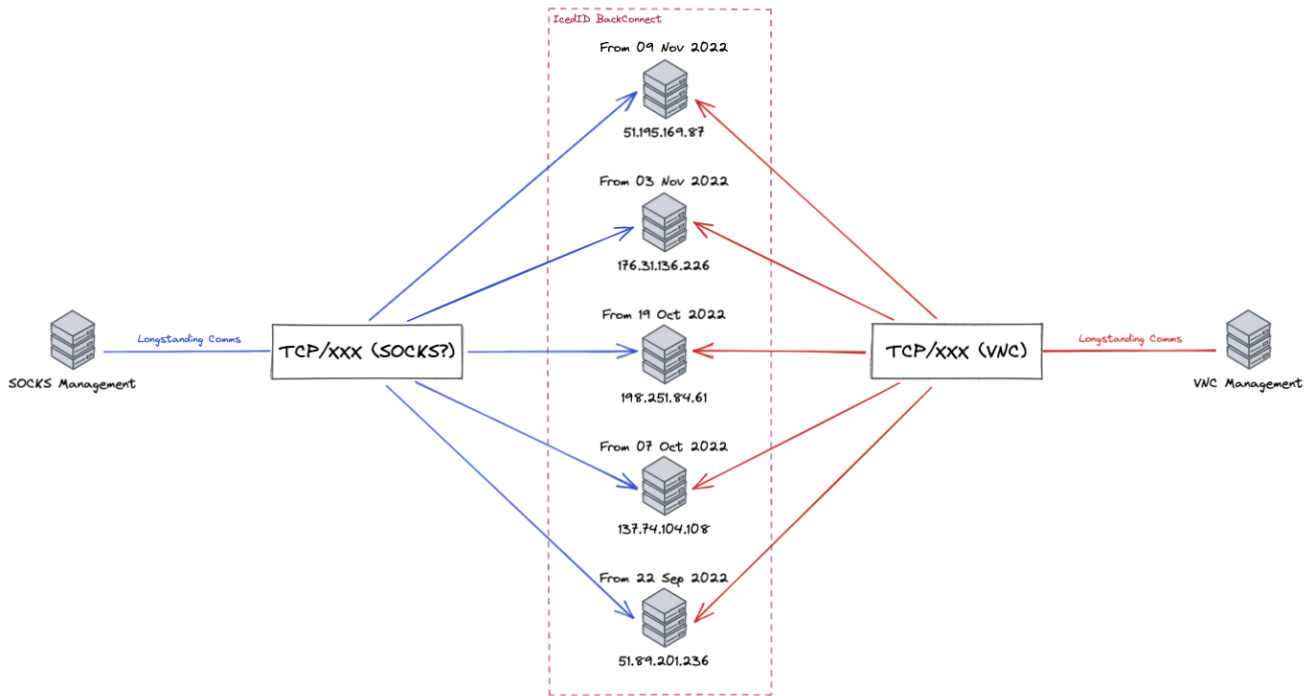 IcedID BackConnect
From 09 Nov 2022
51.195.169.87
From 03 Nov 2022
176.31.136.226
From 19 Oct 2022
198.251.84.61
From 07 Oct 2022
137.74.104.108
From 22 Sep 2022
51.89.201.236
SOCKS Management
Longstanding Comms
TCP/XXX (SOCKS?)
TCP/XXX (VNC)
Longstanding Comms
VNC Management